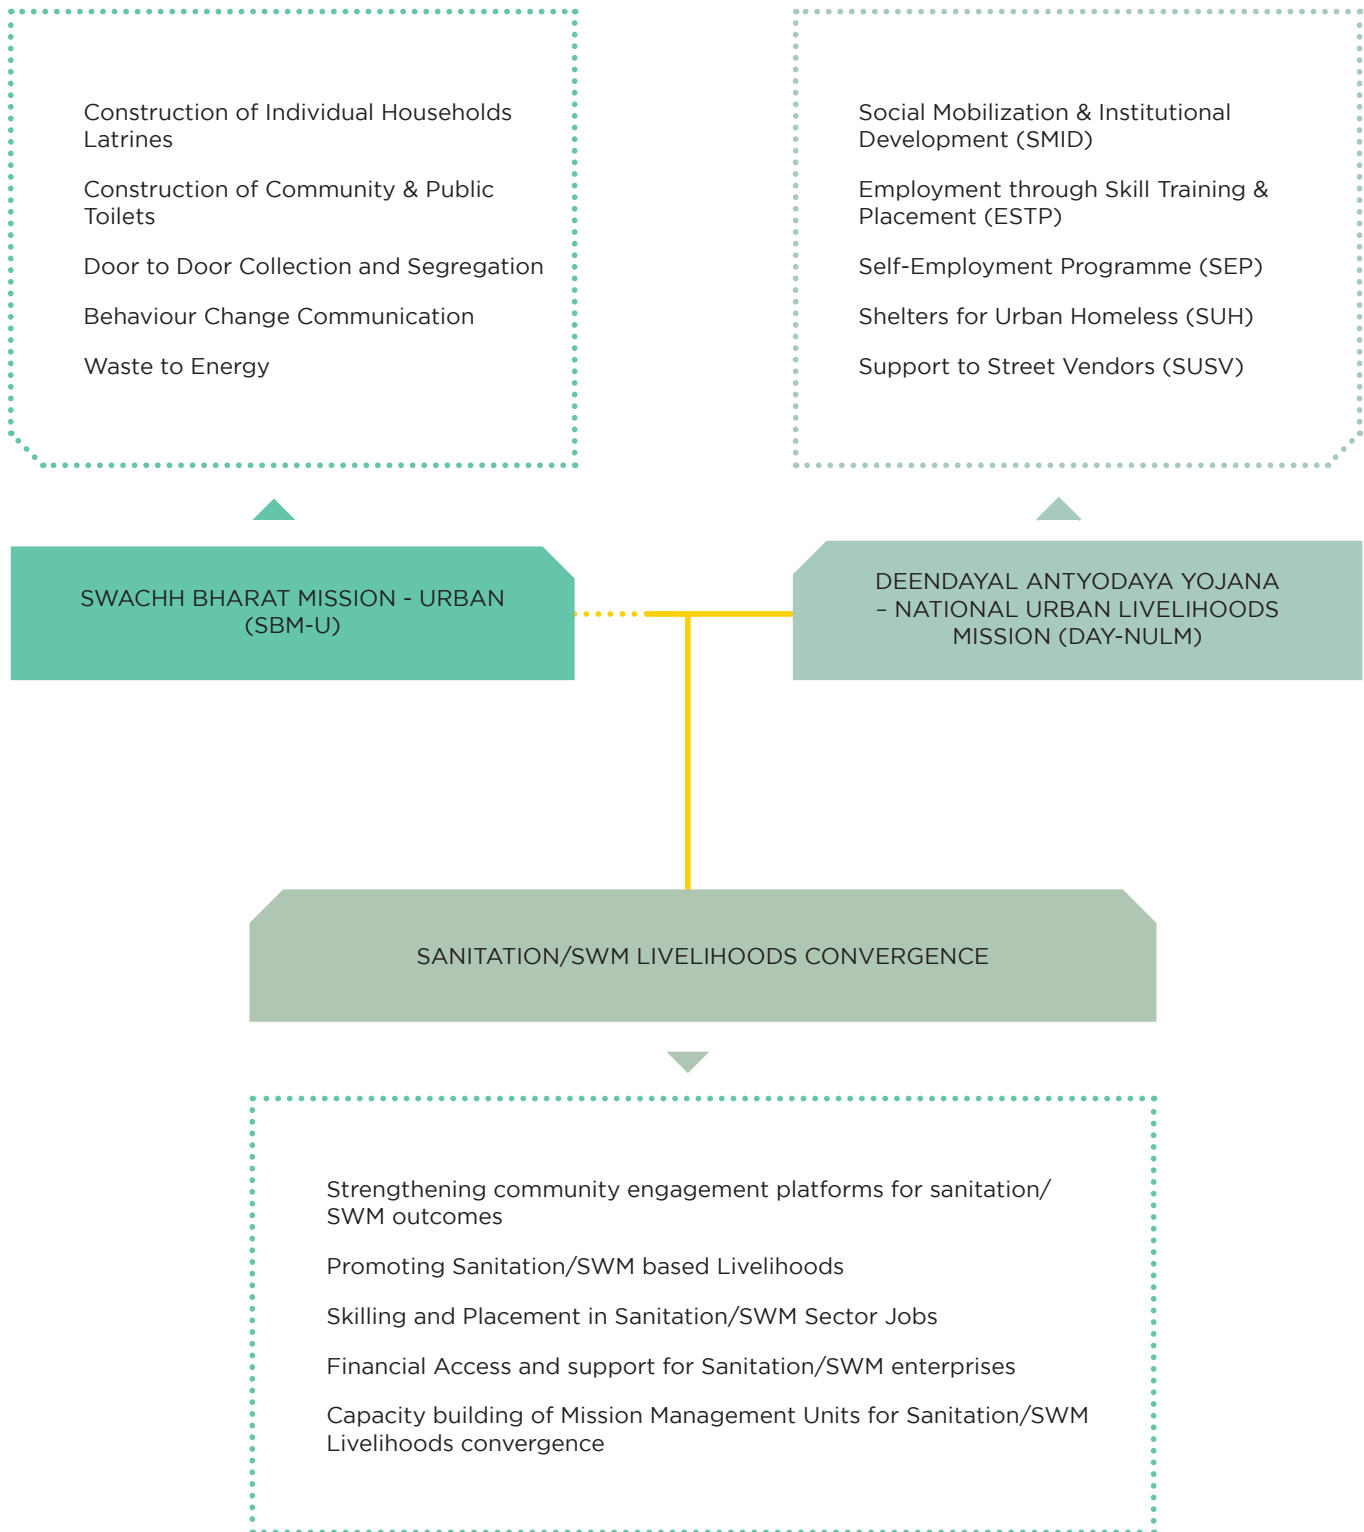 Construction of Individual Households
Latrines
Construction of Community & Public
Toilets
Door to Door Collection and Segregation
Behaviour Change Communication
Waste to Energy
Social Mobilization & Institutional
Development (SMID)
Employment through Skill Training &
Placement (ESTP)
Self-Employment Programme (SEP)
Shelters for Urban Homeless (SUH)
Support to Street Vendors (SUSV)
SWACHH BHARAT MISSION - URBAN
(SBM-U)
DEENDAYAL ANTYODAYA YOJANA
– NATIONAL URBAN LIVELIHOODS
MISSION (DAY-NULM)
SANITATION/SWM LIVELIHOODS CONVERGENCE
Strengthening community engagement platforms for sanitation/
SWM outcomes
Promoting Sanitation/SWM based Livelihoods
Skilling and Placement in Sanitation/SWM Sector Jobs
Financial Access and support for Sanitation/SWM enterprises
Capacity building of Mission Management Units for Sanitation/SWM
Livelihoods convergence